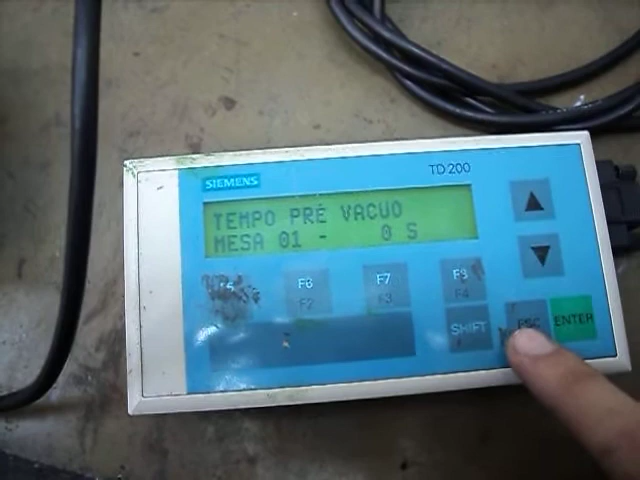 SIEMENS
TD 200
TEMPO PRÉ VACUO
MESA 01 - 0 S
F6 F7 F8
F2 F3 F4
SHIFT ESC ENTER